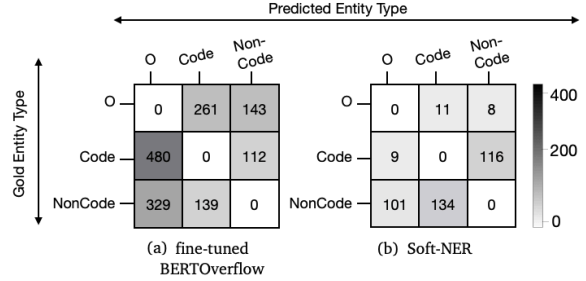 Predicted Entity Type
Gold Entity Type
O Code Non-Code
O 0 261 143
Code 480 0 112
NonCode 329 139 0
(a) fine-tuned
BERTOverflow
O Code Non-Code
O 0 11 8
Code 9 0 116
NonCode 101 134 0
(b) Soft-NER
400
200
0